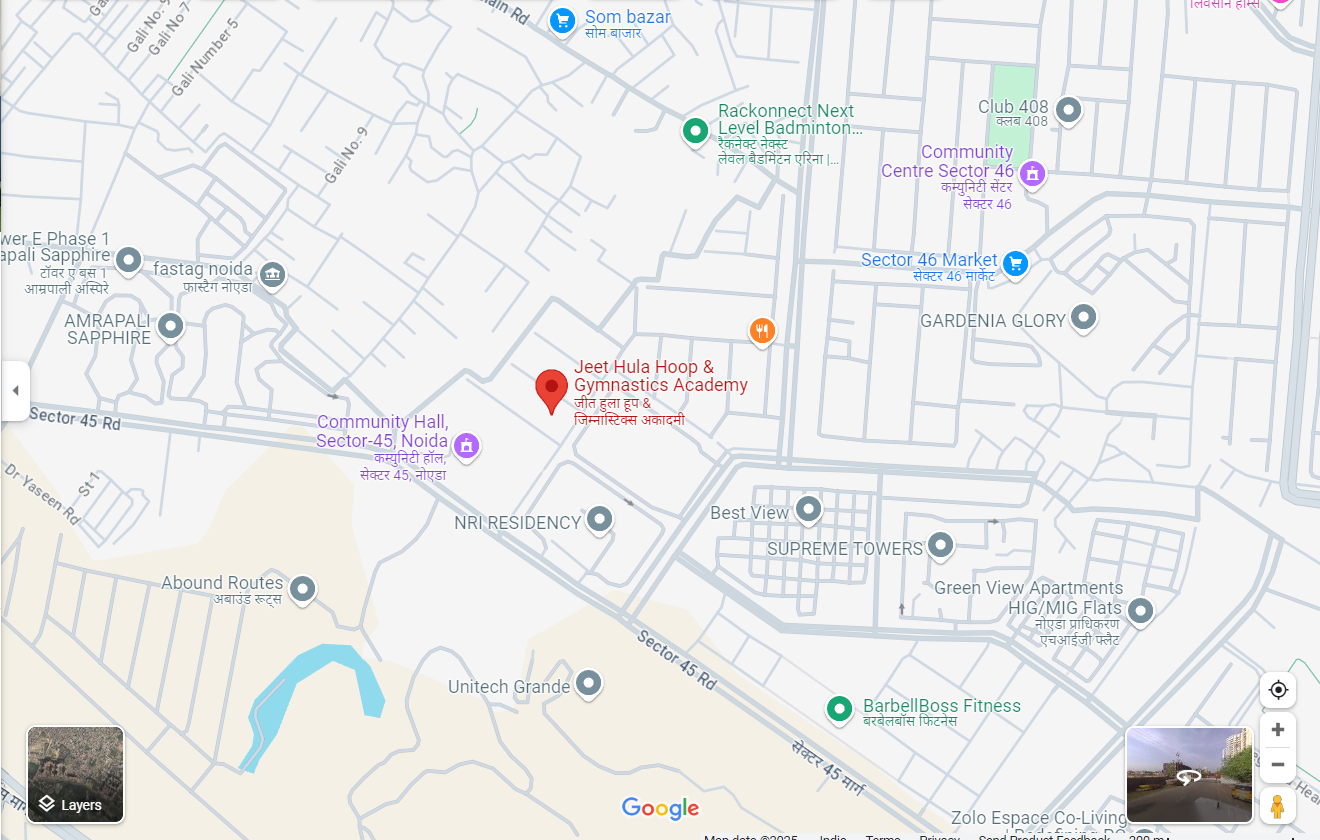 Gali No. 9
Gali No 7
Gali Number 5
Main Rd
Som bazar
सोम बाजार
Rackonnect Next
Level Badminton...
रैकनेक्ट नेक्स्ट
लेवल बैडमिंटन एरिना |...
Club 408
क्लब 408
Community
Centre Sector 46
कम्युनिटी सेंटर
सेक्टर 46
Gali No. 9
wer E Phase 1
apali Sapphire
टॉवर ए बस 1
आम्रपाली अस्पिरे
fastag noida
फास्टैग नोएडा
Sector 46 Market
सेक्टर 46 मार्केट
AMRAPALI
SAPPHIRE
GARDENIA GLORY
Jeet Hula Hoop &
Gymnastics Academy
जीत हुला हूप &
जिम्नास्टिक्स अकादमी
Sector 45 Rd
Community Hall,
Sector-45, Noida
कम्युनिटी हॉल,
सेक्टर 45, नोएडा
Dr Yaseen Rd
St 1
NRI RESIDENCY
Best View
SUPREME TOWERS
Abound Routes
अबाउंड रूट्स
Green View Apartments
HIG/MIG Flats
नोएडा प्राधिकरण
एचआईजी फ्लैट
Sector 45 Rd
Unitech Grande
BarbellBoss Fitness
बरबेलबॉस फिटनेस
सेक्टर 45 मार्ग
Layers
Google
Zolo Espace Co-Living
Map data ©2025 India Terms Privacy Send Product Feedback 200 m